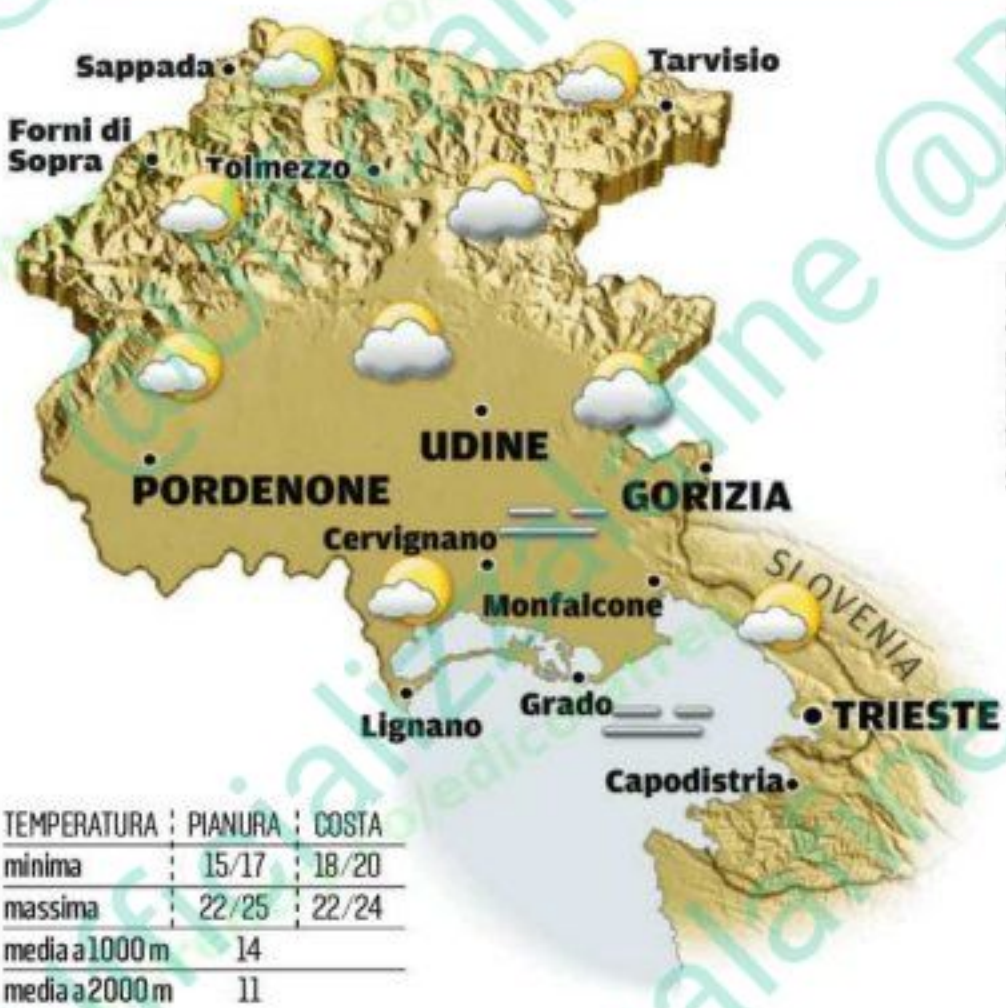 Sappada
Tarvisio
Forni di
Sopra
Tolmezzo
UDINE
PORDENONE
GORIZIA
Cervignano
SLOVENIA
Monfalcone
Grado
Lignano
TRIESTE
Capodistria
TEMPERATURA PIANURA COSTA
minima 15/17 18/20
massima 22/25 22/24
media a 1000 m 14
media a 2000 m 11